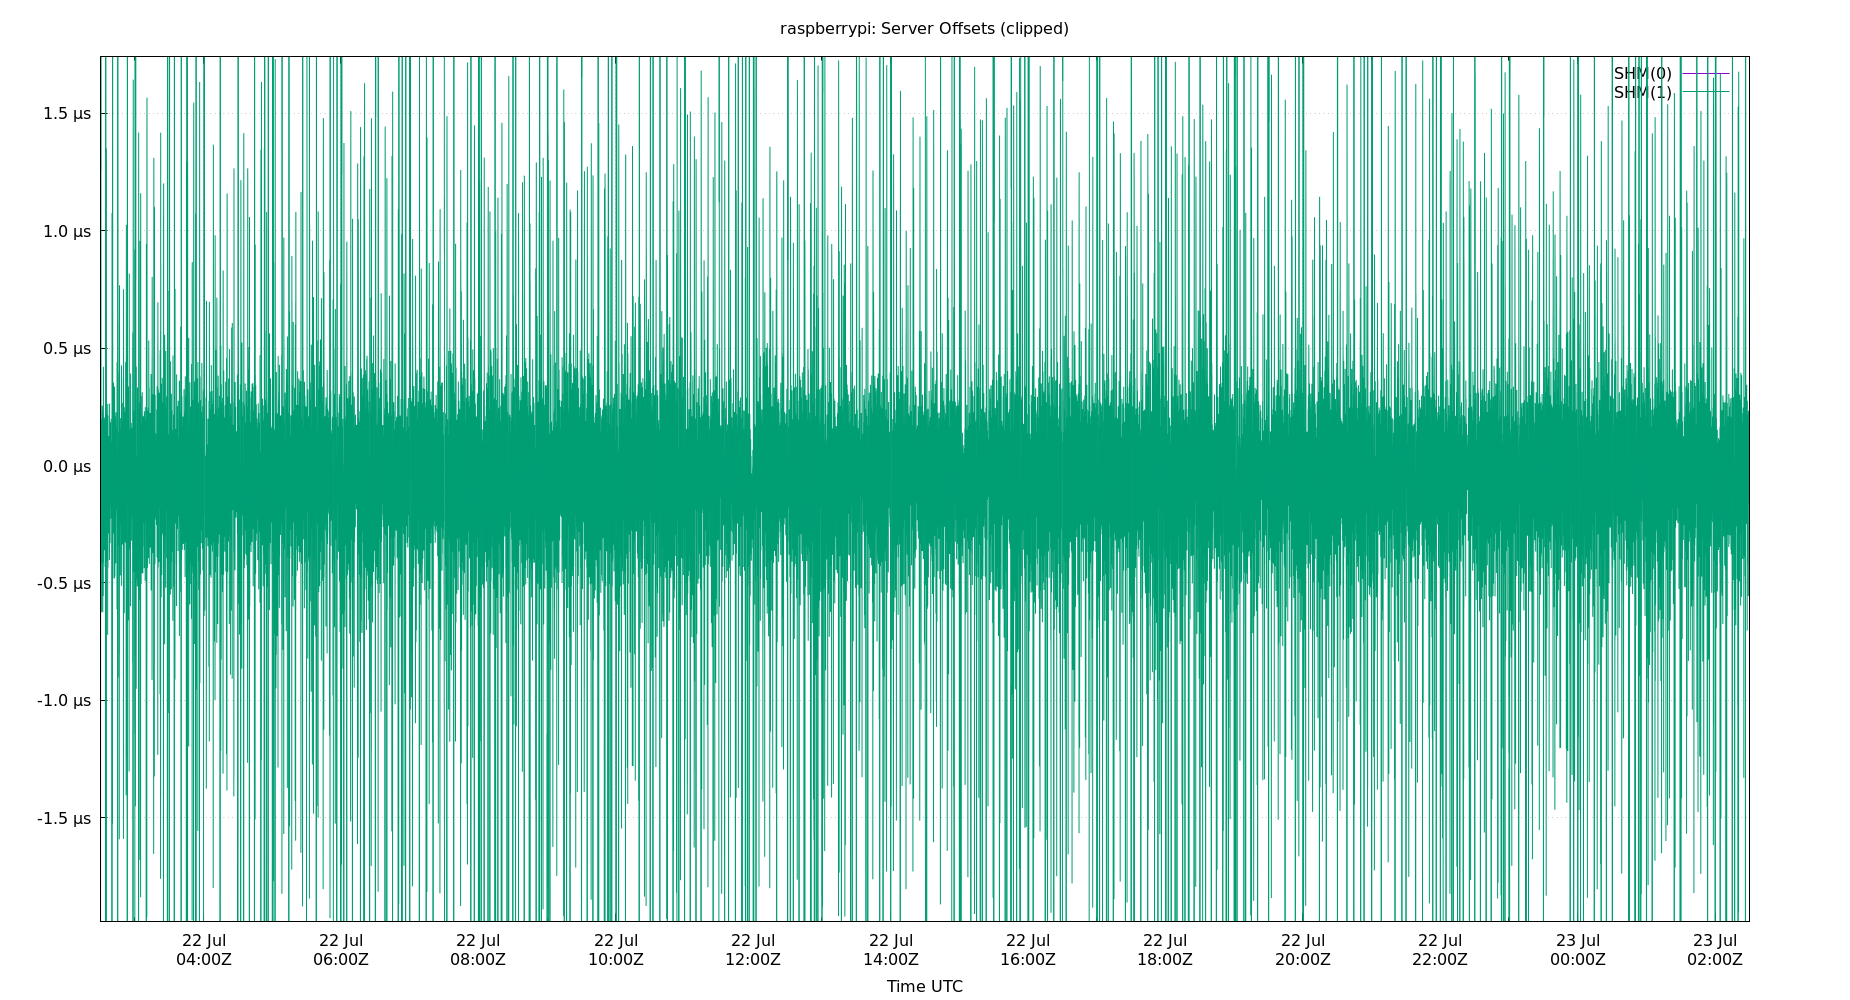 raspberrypi: Server Offsets (clipped)
SHM(0)
SHM(1)
1.5 µs
1.0 µs
0.5 µs
0.0 µs
-0.5 µs
-1.0 µs
-1.5 µs
22 Jul 22 Jul 22 Jul 22 Jul 22 Jul 22 Jul 22 Jul 22 Jul 22 Jul 22 Jul 23 Jul 23 Jul
04:00Z 06:00Z 08:00Z 10:00Z 12:00Z 14:00Z 16:00Z 18:00Z 20:00Z 22:00Z 00:00Z 02:00Z
Time UTC